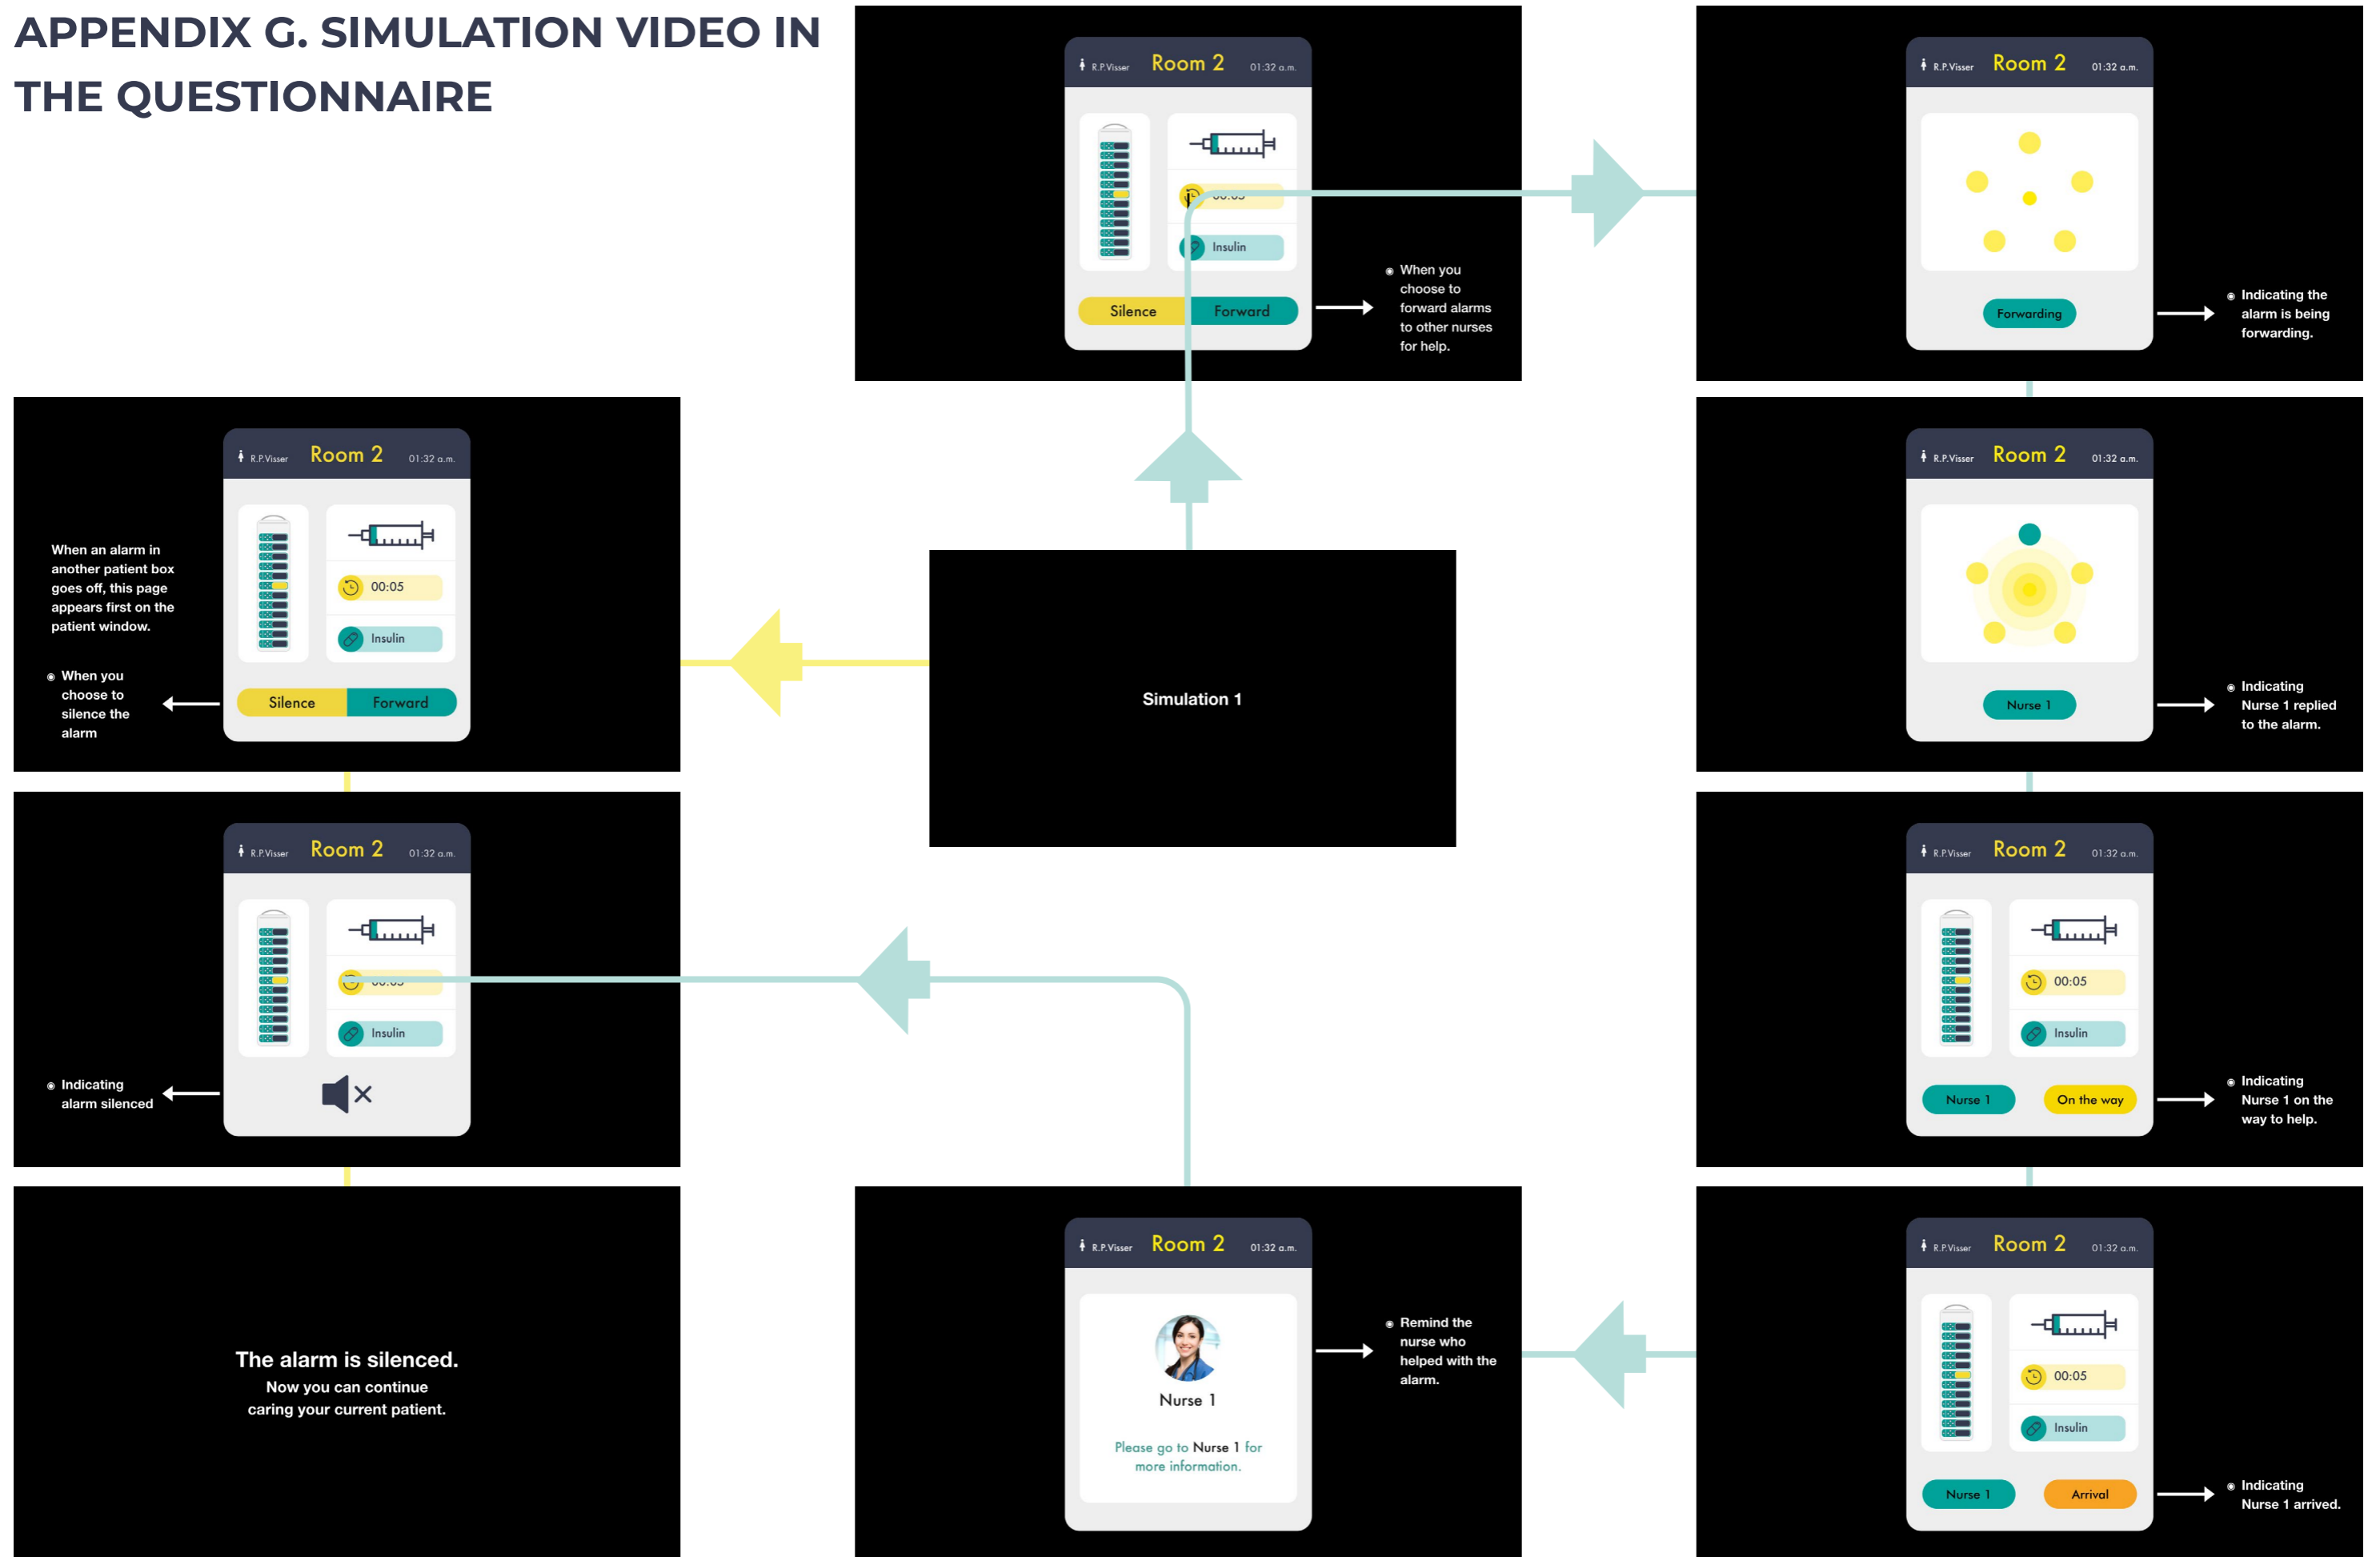 APPENDIX G. SIMULATION VIDEO IN
THE QUESTIONNAIRE
R.P.Visser Room 2 01:32 a.m.
00:05
Insulin
Silence Forward
When you
choose to
forward alarms
to other nurses
for help.
R.P.Visser Room 2 01:32 a.m.
Forwarding
Indicating the
alarm is being
forwarding.
R.P.Visser Room 2 01:32 a.m.
When an alarm in
another patient box
goes off, this page
appears first on the
patient window.
00:05
Insulin
When you
choose to
silence the
alarm
Silence Forward
Simulation 1
R.P.Visser Room 2 01:32 a.m.
Nurse 1
Indicating
Nurse 1 replied
to the alarm.
R.P.Visser Room 2 01:32 a.m.
00:05
Insulin
Indicating
alarm silenced
R.P.Visser Room 2 01:32 a.m.
00:05
Insulin
Nurse 1 On the way
Indicating
Nurse 1 on the
way to help.
The alarm is silenced.
Now you can continue
caring your current patient.
R.P.Visser Room 2 01:32 a.m.
Nurse 1
Please go to Nurse 1 for
more information.
Remind the
nurse who
helped with the
alarm.
R.P.Visser Room 2 01:32 a.m.
00:05
Insulin
Nurse 1 Arrival
Indicating
Nurse 1 arrived.